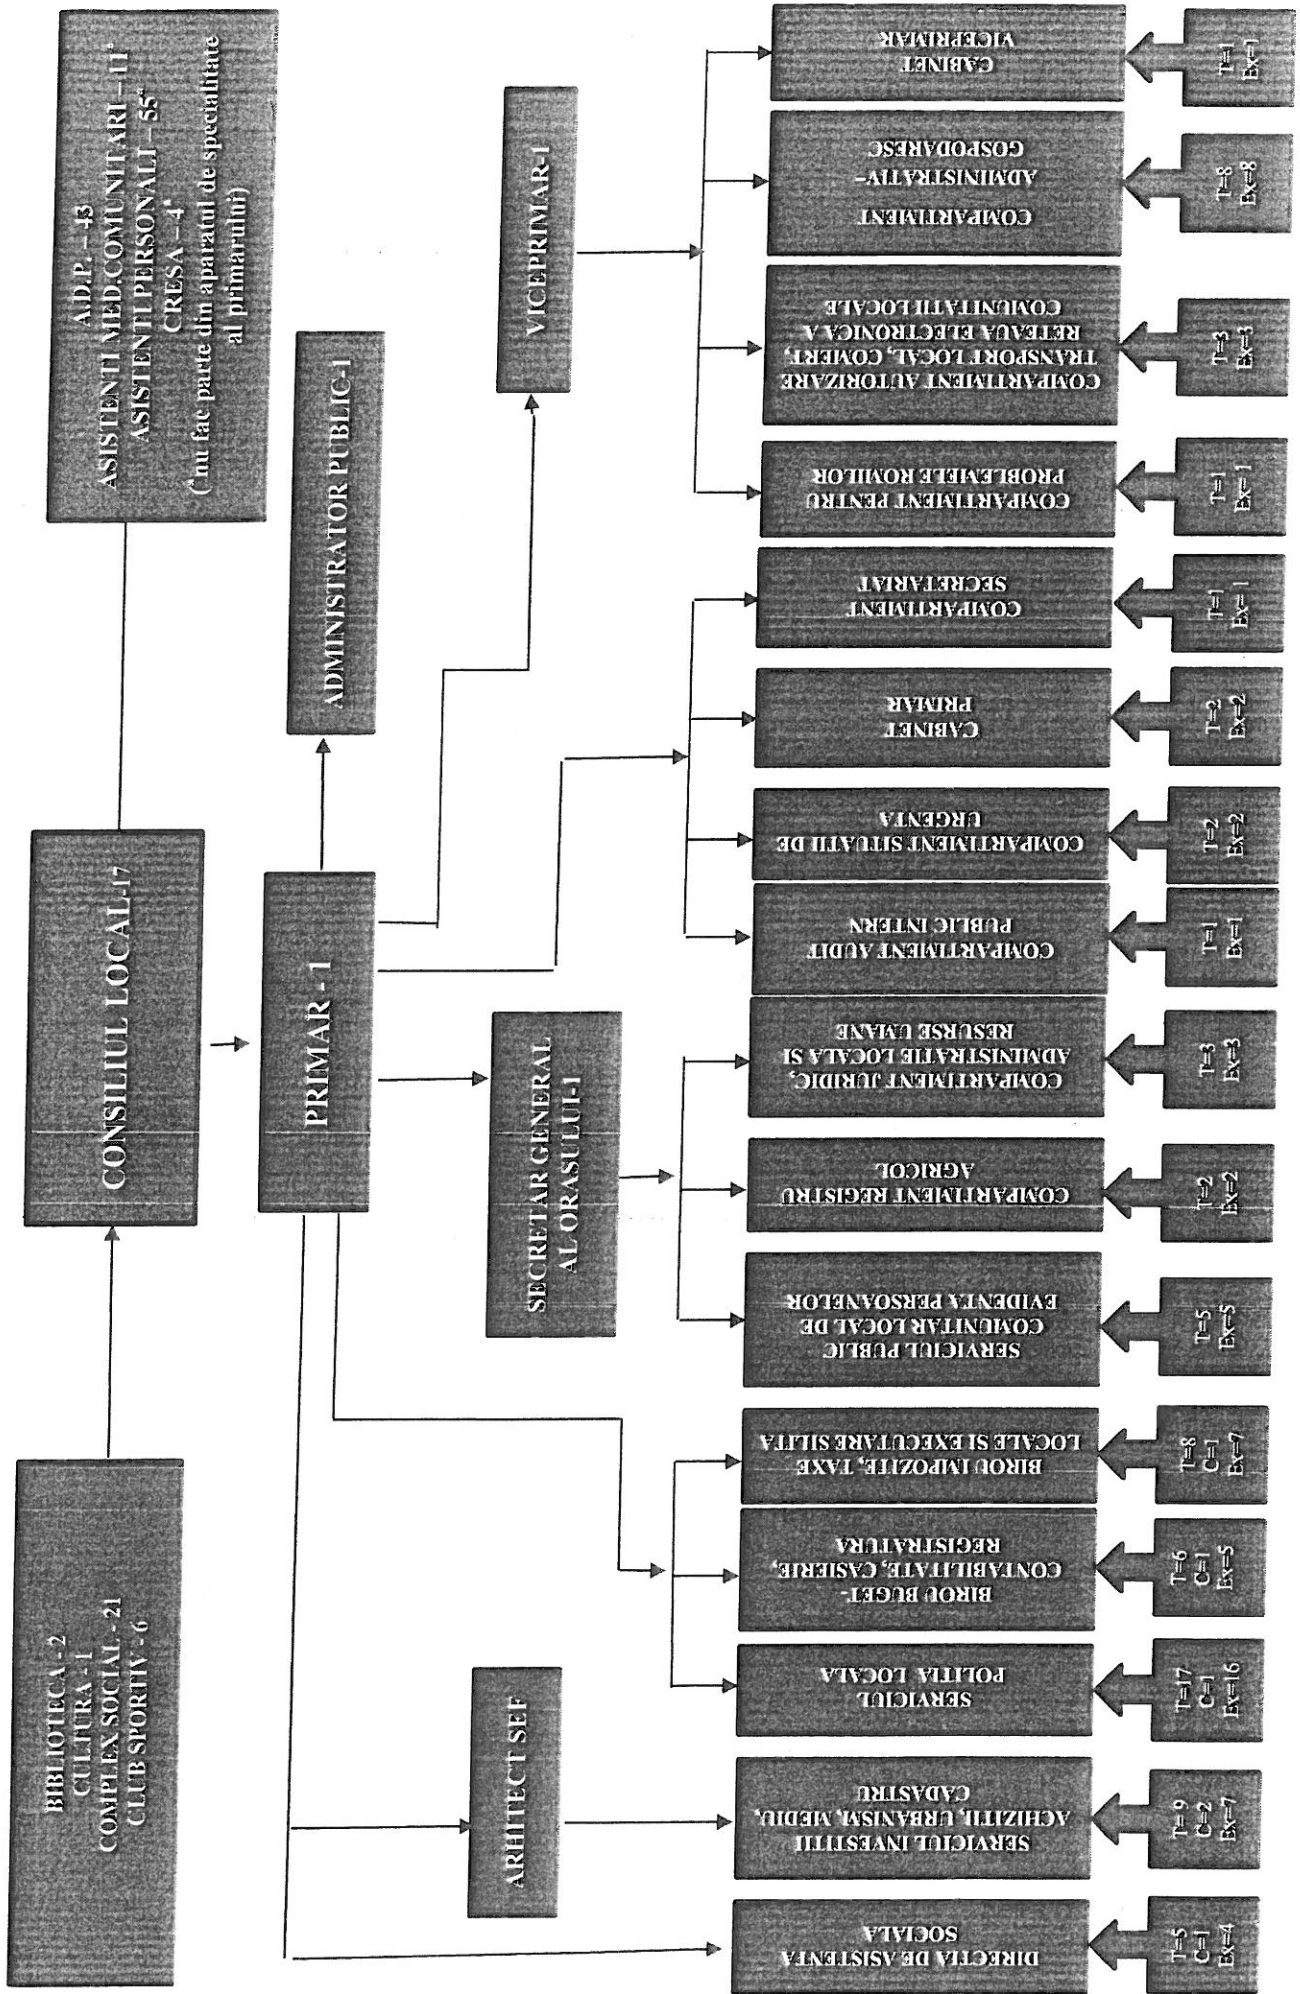 BIBLIOTECA - 2
CULTURA - 1
COMPLEX SOCIAL - 21
CLUB SPORTIV - 6
CONSILIUL LOCAL-17
A.D.P. – 43
ASISTENTI MED.COMUNITARI – 11*
ASISTENTI PERSONALI – 55*
CRESA – 4*
(*nu fac parte din aparatul de specialitate
al primarului)
PRIMAR - 1
ADMINISTRATOR PUBLIC-1
ARHITECT SEF
SECRETAR GENERAL
AL ORASULUI-1
VICEPRIMAR-1
DIRECTIA DE ASISTENTA
SOCIALA
SERVICIUL INVESTITII
ACHIZITII, URBANISM, MEDIU,
CADASTRU
SERVICIUL
POLITIA LOCALA
BIROU BUGET-
CONTABILITATE, CASIERIE,
REGISTRATURA
BIROU IMPOZITE, TAXE
LOCALE SI EXECUTARE SILITA
SERVICIUL PUBLIC
COMUNITAR LOCAL DE
EVIDENTA PERSOANELOR
COMPARTIMENT REGISTRU
AGRICOL
COMPARTIMENT JURIDIC,
ADMINISTRATIE LOCALA SI
RESURSE UMANE
COMPARTIMENT AUDIT
PUBLIC INTERN
COMPARTIMENT SITUATII DE
URGENTA
CABINET
PRIMAR
COMPARTIMENT
SECRETARIAT
COMPARTIMENT PENTRU
PROBLEMELE ROMILOR
COMPARTIMENT AUTORIZARE
TRANSPORT LOCAL, COMERT,
RETEAUA ELECTRONICA A
COMUNITATII LOCALE
COMPARTIMENT
ADMINISTRATIV-
GOSPODARESC
CABINET
VICEPRIMAR
T=5
C=1
Ex=4
T=9
C=2
Ex=7
T=17
C=1
Ex=16
T=6
C=1
Ex=5
T=8
C=1
Ex=7
T=5
Ex=5
T=2
Ex=2
T=3
Ex=3
T=1
Ex=1
T=2
Ex=2
T=2
Ex=2
T=1
Ex= 1
T=1
Ex= 1
T=3
Ex=3
T=8
Ex=8
T=1
Ex=1